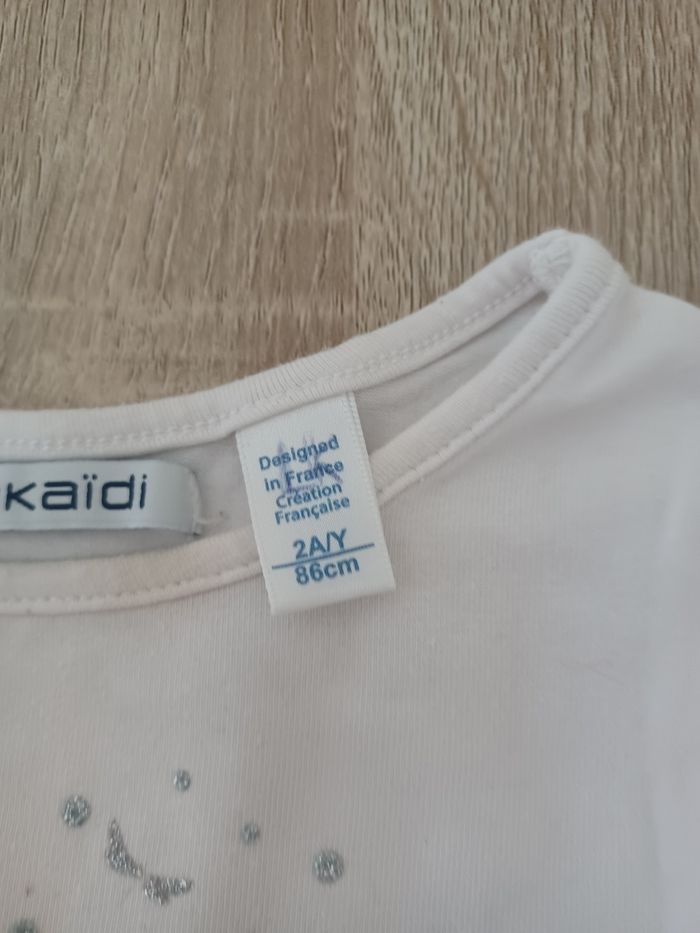 kaïdi
Designed
in France
Création
Française
2A/Y
86cm